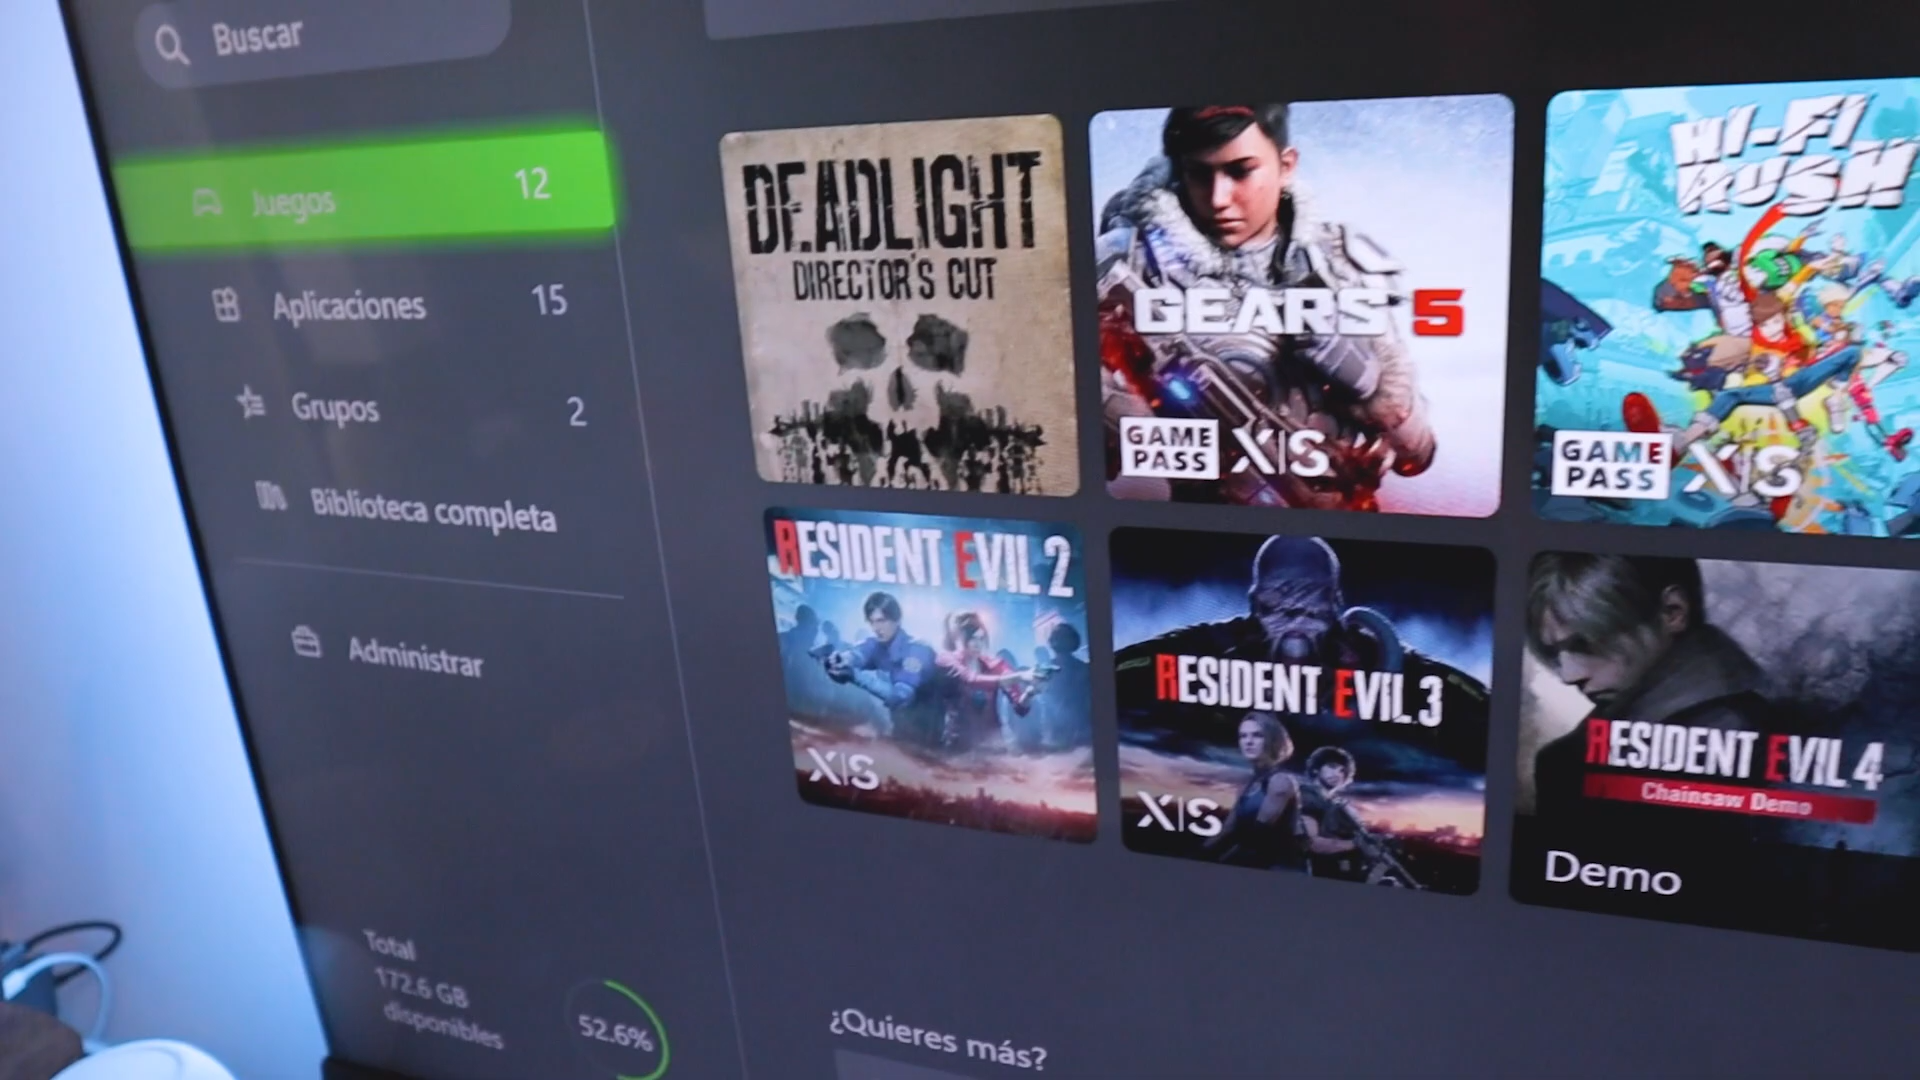 Buscar
Juegos 12
Aplicaciones 15
Grupos 2
Biblioteca completa
Administrar
Total
172.6 GB
disponibles
52.6%
DEADLIGHT
DIRECTOR'S CUT
GEARS 5
GAME
PASS
X|S
HI-FI
RUSH
GAME
PASS
X|S
RESIDENT EVIL 2
X|S
RESIDENT EVIL 3
X|S
RESIDENT EVIL 4
Chainsaw Demo
Demo
¿Quieres más?